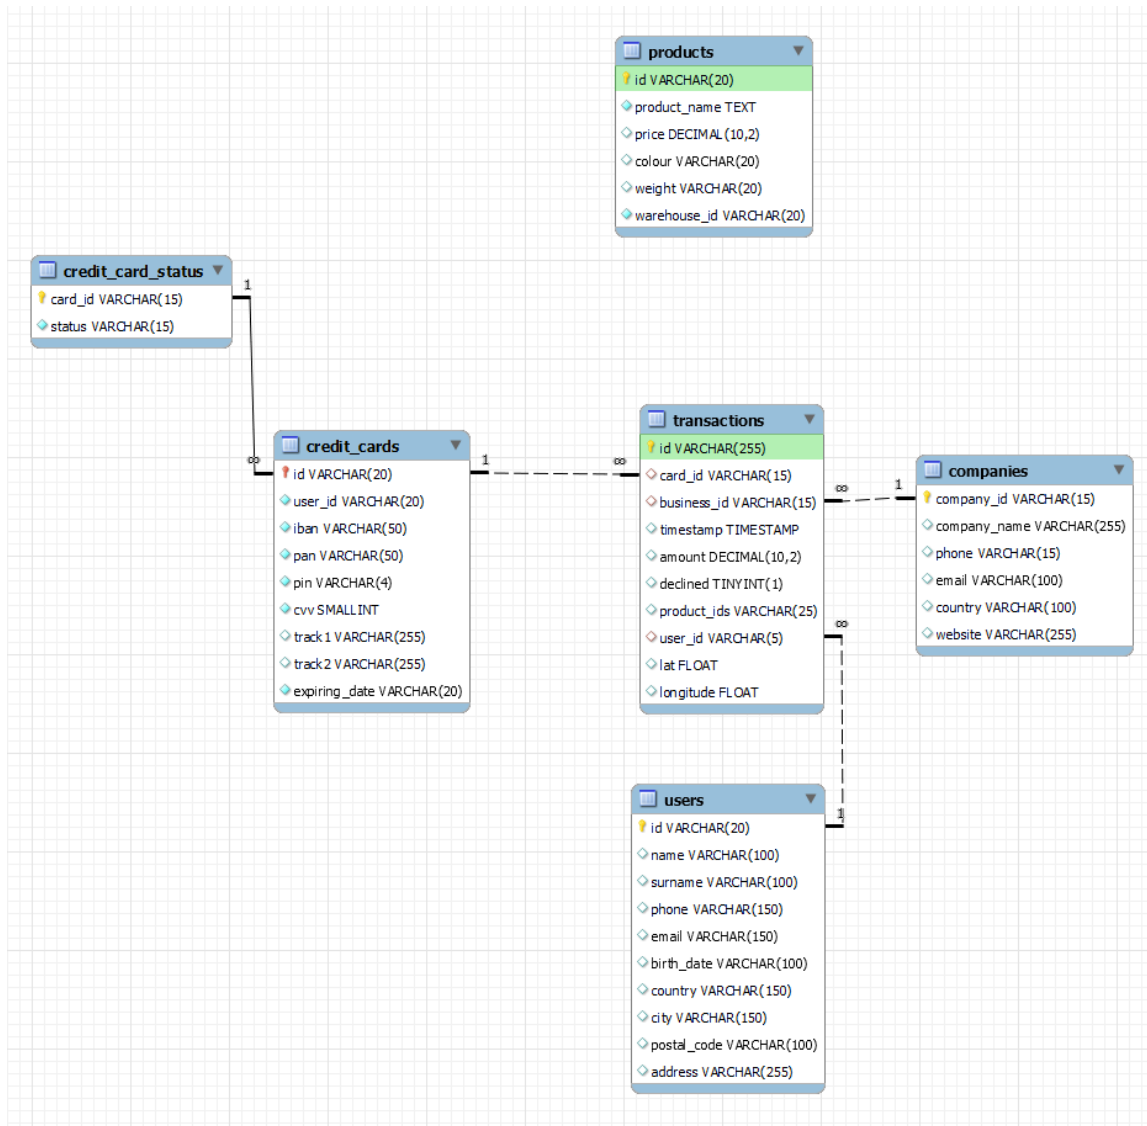 products
id VARCHAR(20)
product_name TEXT
price DECIMAL(10,2)
colour VARCHAR(20)
weight VARCHAR(20)
warehouse_id VARCHAR(20)
credit_card_status
card_id VARCHAR(15)
status VARCHAR(15)
1
∞
credit_cards
id VARCHAR(20)
user_id VARCHAR(20)
iban VARCHAR(50)
pan VARCHAR(50)
pin VARCHAR(4)
cvv SMALLINT
track1 VARCHAR(255)
track2 VARCHAR(255)
expiring_date VARCHAR(20)
1
∞
transactions
id VARCHAR(255)
card_id VARCHAR(15)
business_id VARCHAR(15)
timestamp TIMESTAMP
amount DECIMAL(10,2)
declined TINYINT(1)
product_ids VARCHAR(25)
user_id VARCHAR(5)
lat FLOAT
longitude FLOAT
∞
1
companies
company_id VARCHAR(15)
company_name VARCHAR(255)
phone VARCHAR(15)
email VARCHAR(100)
country VARCHAR(100)
website VARCHAR(255)
∞
1
users
id VARCHAR(20)
name VARCHAR(100)
surname VARCHAR(100)
phone VARCHAR(150)
email VARCHAR(150)
birth_date VARCHAR(100)
country VARCHAR(150)
city VARCHAR(150)
postal_code VARCHAR(100)
address VARCHAR(255)